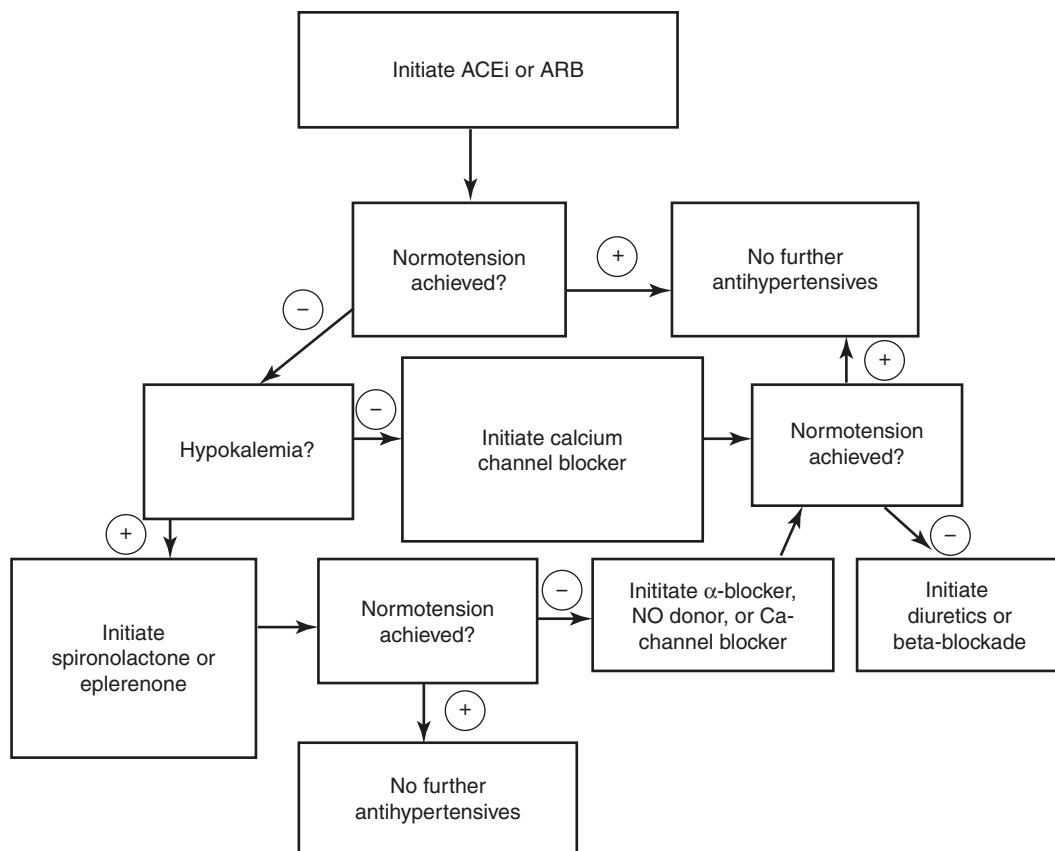 Initiate ACEi or ARB
Normotension
achieved?
+
No further
antihypertensives
−
Hypokalemia?
−
Initiate calcium
channel blocker
+
Normotension
achieved?
+
Initiate
spironolactone or
eplerenone
Normotension
achieved?
−
Inititate α-blocker,
NO donor, or Ca-
channel blocker
−
Initiate
diuretics or
beta-blockade
+
No further
antihypertensives